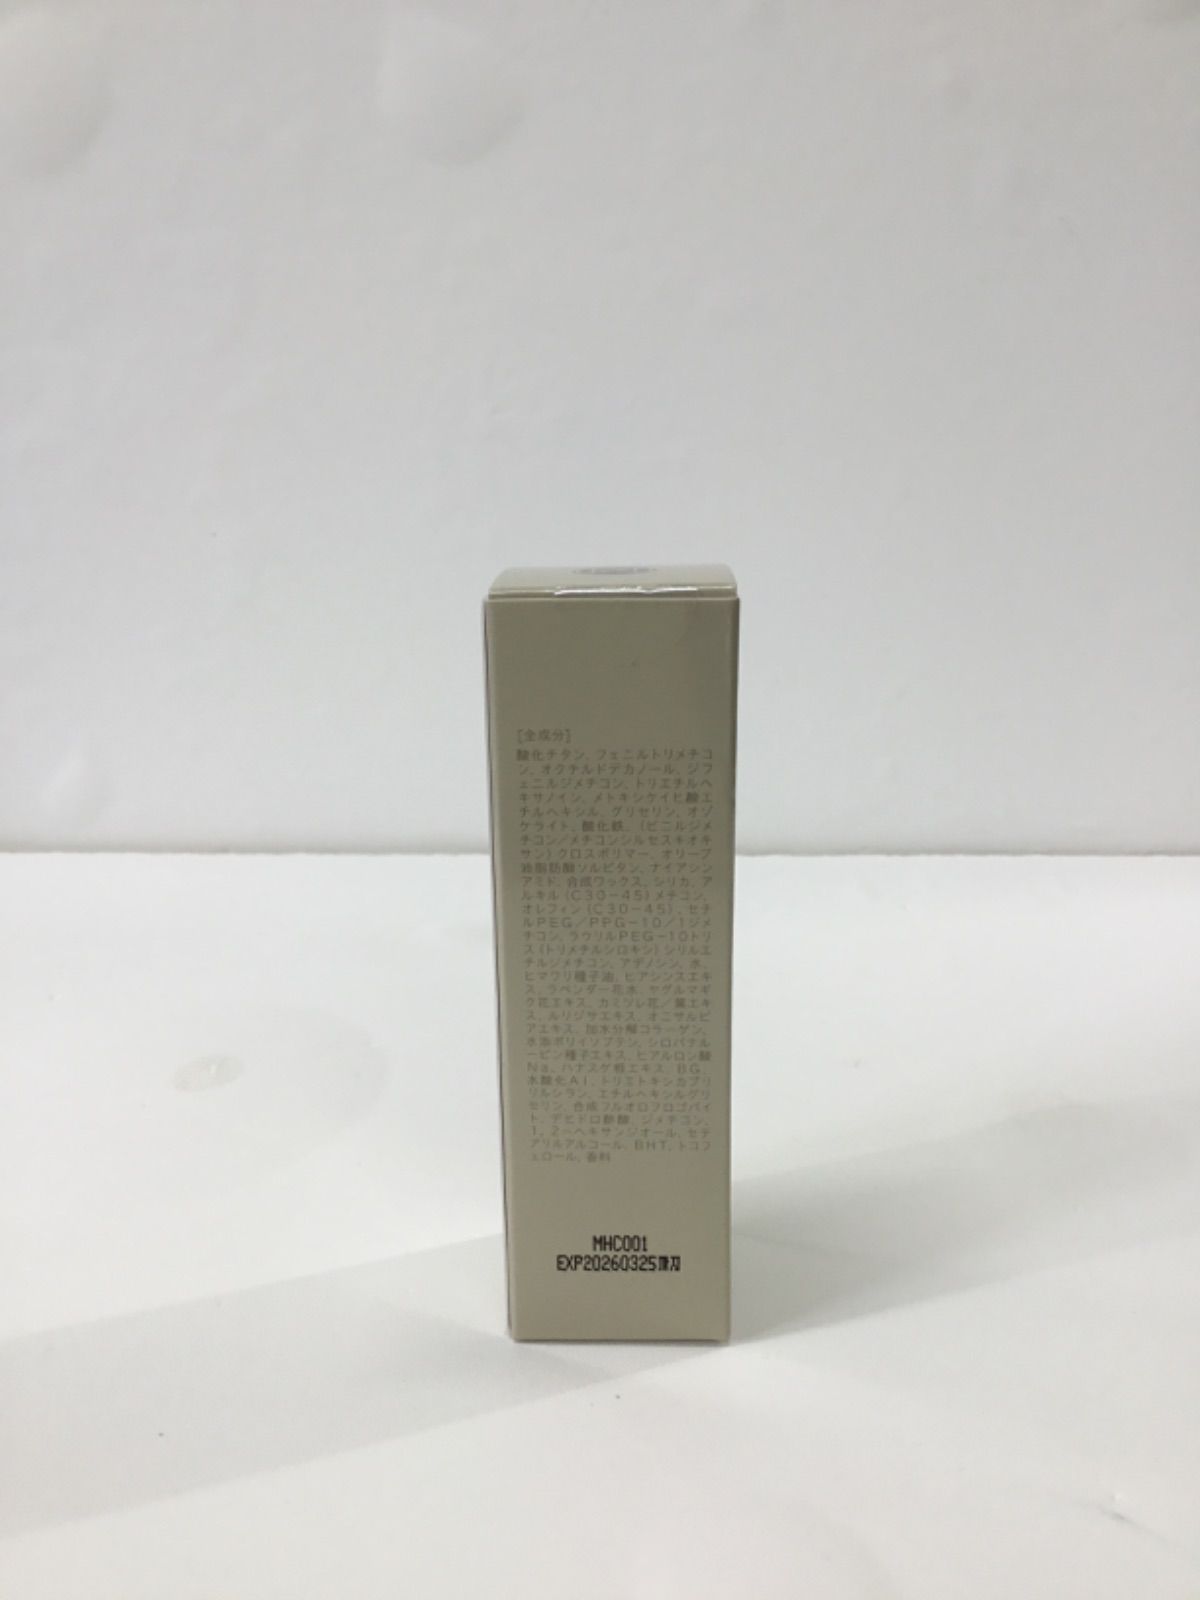 [全成分]
酸化チタン、フェニルトリメチコ
ン、オクチルドデカノール、ジフ
ェニルジメチコン、トリエチルヘ
キサノイン、メトキシケイヒ酸エ
チルヘキシル、グリセリン、オゾ
ケライト、酸化鉄、(ビニルジメ
チコン/メチコンシルセスキオキ
サン)クロスポリマー、オリーブ
油脂肪酸ソルビタン、ナイアシン
アミド、合成ワックス、シリカ、ア
ルキル(C30-45)メチコン、
オレフィン(C30-45)、セチ
ルPEG/PPG-10/1ジメ
チコン、ラウリルPEG-10トリ
ス(トリメチルシロキシ)シリルエ
チルジメチコン、アデノシン、水、
ヒマワリ種子油、ヒアシンスエキ
ス、ラベンダー花水、ヤグルマギ
ク花エキス、カミツレ花/葉エキ
ス、ルリジサエキス、オニサルビ
アエキス、加水分解コラーゲン、
水添ポリイソブテン、シロバナル
ーピン種子エキス、ヒアルロン酸
Na、ハナスゲ根エキス、BG、
水酸化Al、トリエトキシカプリ
リルシラン、エチルヘキシルグリ
セリン、合成フルオロフロゴパイ
ト、デヒドロ酢酸、ジメチコン、
1,2-ヘキサンジオール、セテ
アリルアルコール、BHT、トコフ
ェロール、香料
MHC001
EXP20260325